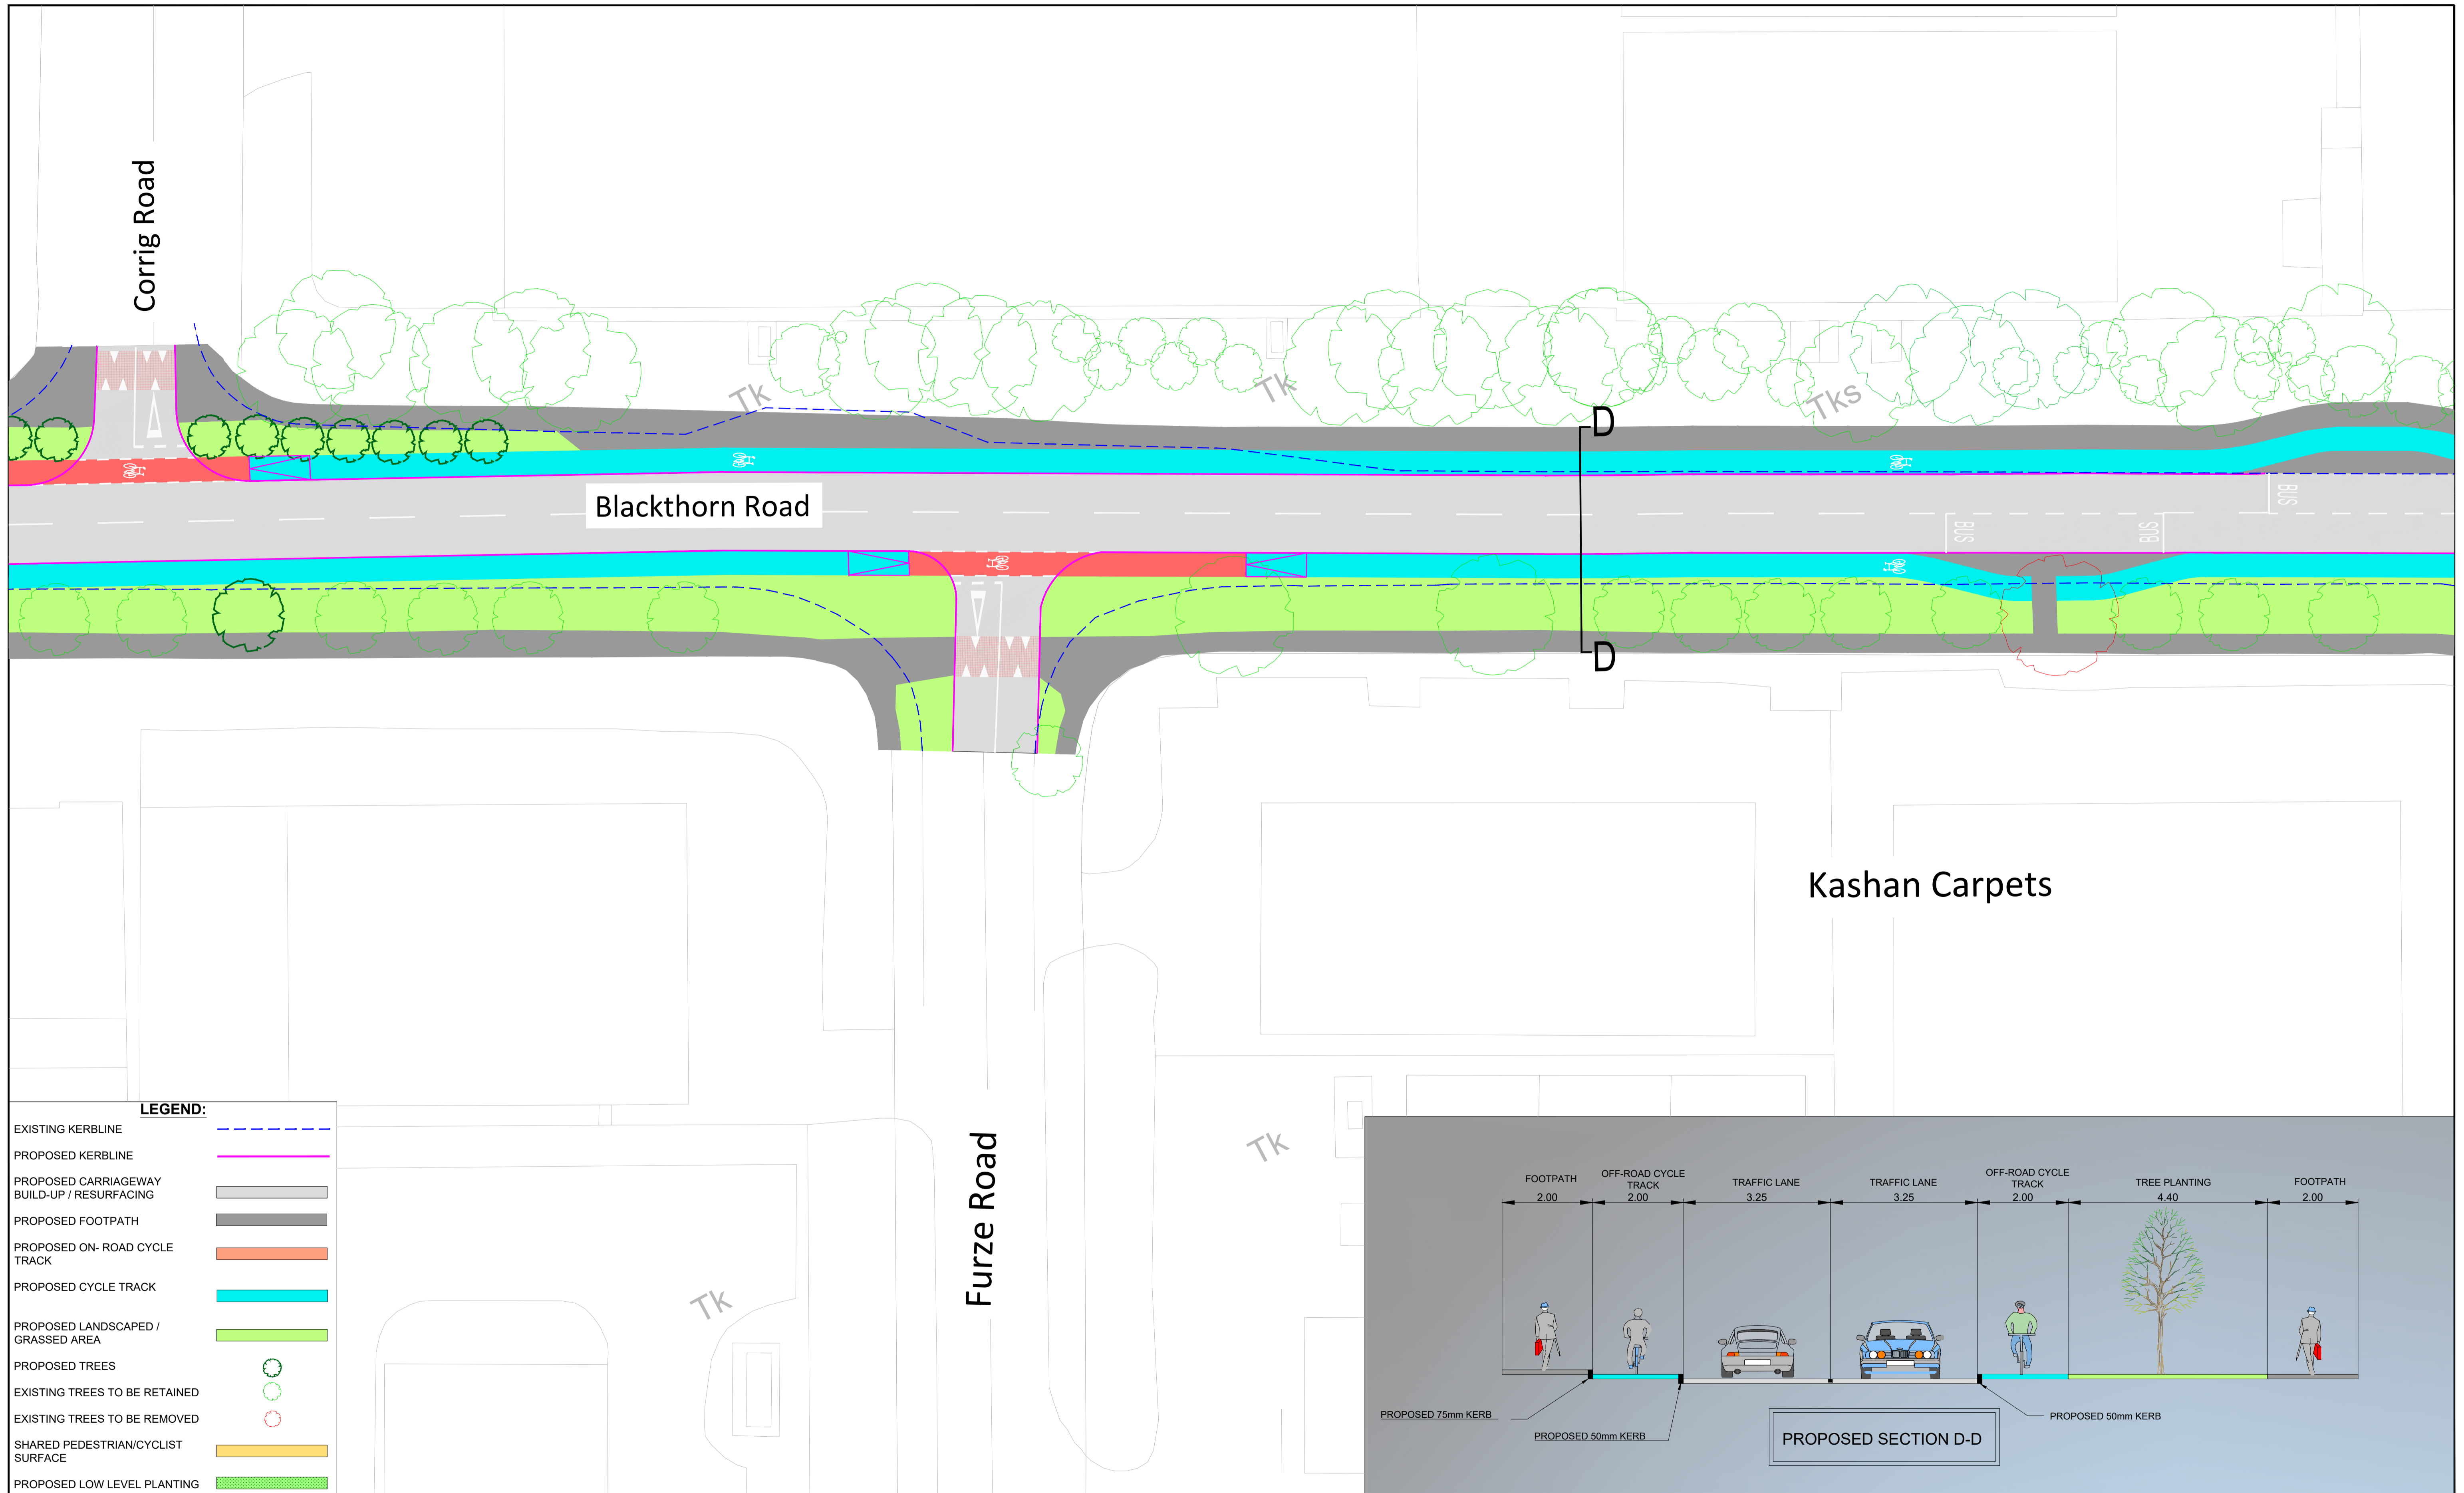 Corrig Road
Tk
Tk
Tks
D
Blackthorn Road
BUS
BUS
BUS
D
Kashan Carpets
Furze Road
Tk
Tk
LEGEND:
EXISTING KERBLINE
PROPOSED KERBLINE
PROPOSED CARRIAGEWAY
BUILD-UP / RESURFACING
PROPOSED FOOTPATH
PROPOSED ON- ROAD CYCLE
TRACK
PROPOSED CYCLE TRACK
PROPOSED LANDSCAPED /
GRASSED AREA
PROPOSED TREES
EXISTING TREES TO BE RETAINED
EXISTING TREES TO BE REMOVED
SHARED PEDESTRIAN/CYCLIST
SURFACE
PROPOSED LOW LEVEL PLANTING
FOOTPATH
2.00
OFF-ROAD CYCLE
TRACK
2.00
TRAFFIC LANE
3.25
TRAFFIC LANE
3.25
OFF-ROAD CYCLE
TRACK
2.00
TREE PLANTING
4.40
FOOTPATH
2.00
PROPOSED 75mm KERB
PROPOSED 50mm KERB
PROPOSED 50mm KERB
PROPOSED SECTION D-D